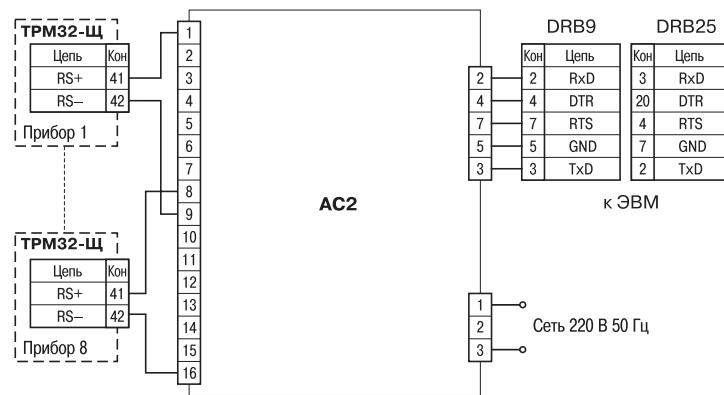 ТРМ32-Щ
Цепь Кон
RS+ 41
RS– 42
Прибор 1
ТРМ32-Щ
Цепь Кон
RS+ 41
RS– 42
Прибор 8
1
2
3
4
5
6
7
8
9
10
11
12
13
14
15
16
АС2
2
4
7
5
3
DRB9
Кон Цепь
2 RxD
4 DTR
7 RTS
5 GND
3 TxD
DRB25
Кон Цепь
3 RxD
20 DTR
4 RTS
7 GND
2 TxD
к ЭВМ
1
2
3
Сеть 220 В 50 Гц